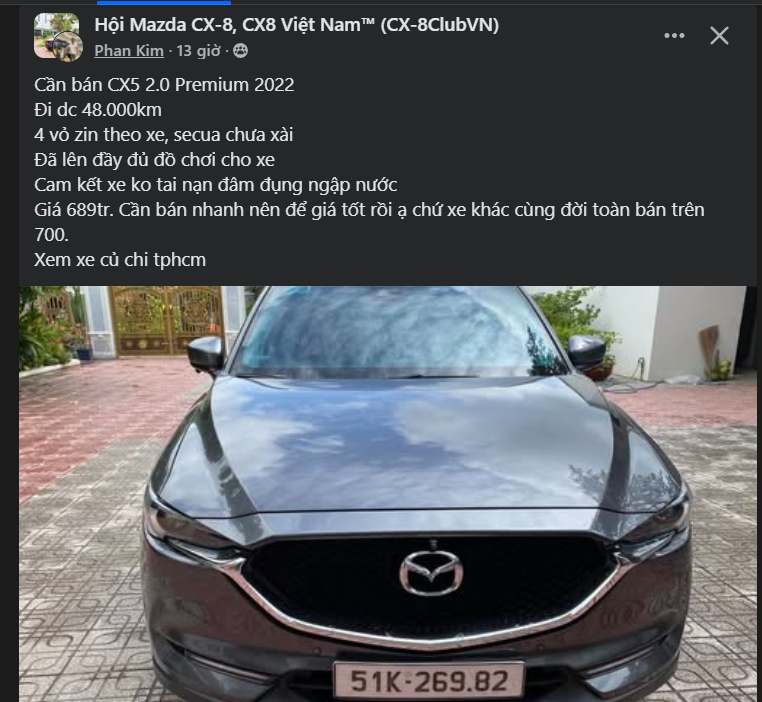 Hội Mazda CX-8, CX8 Việt Nam™ (CX-8ClubVN)
Phan Kim · 13 giờ ·
Cần bán CX5 2.0 Premium 2022
Đi dc 48.000km
4 vỏ zin theo xe, secua chưa xài
Đã lên đầy đủ đồ chơi cho xe
Cam kết xe ko tai nạn đâm đụng ngập nước
Giá 689tr. Cần bán nhanh nên để giá tốt rồi ạ chứ xe khác cùng đời toàn bán trên
700.
Xem xe củ chi tphcm
51K-269.82